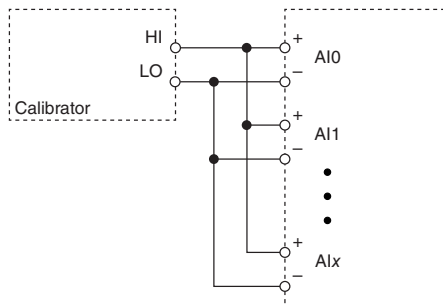 HI
LO
Calibrator
+
AI0
–
+
AI1
–
+
AIx
–